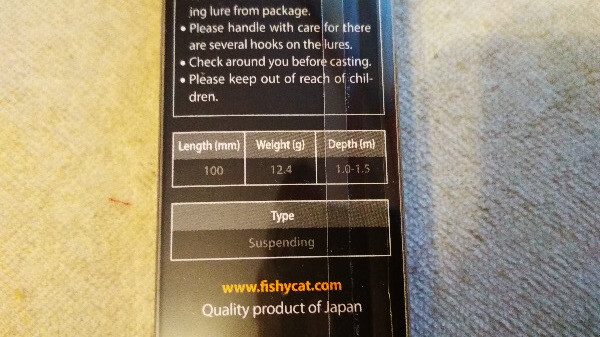 ing lure from package.
• Please handle with care for there
are several hooks on the lures.
• Check around you before casting.
• Please keep out of reach of chil-
dren.
Length (mm) Weight (g) Depth (m)
100 12.4 1.0-1.5
Type
Suspending
www.fishycat.com
Quality product of Japan